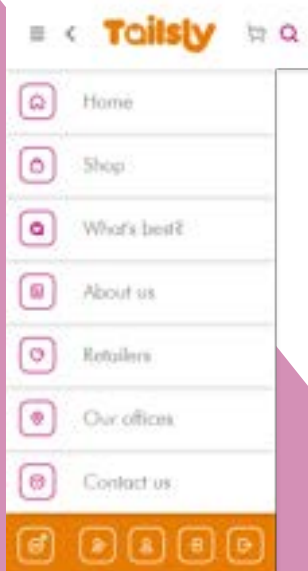 Tailsly
Home
Shop
What's best?
About us
Retailers
Our offices
Contact us